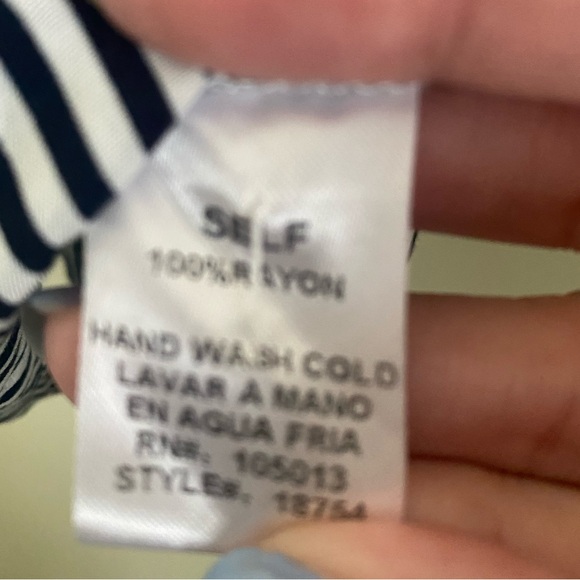 SELF
100% RAYON
HAND WASH COLD
LAVAR A MANO
EN AGUA FRIA
RN#. 105013
STYLE#. 18754